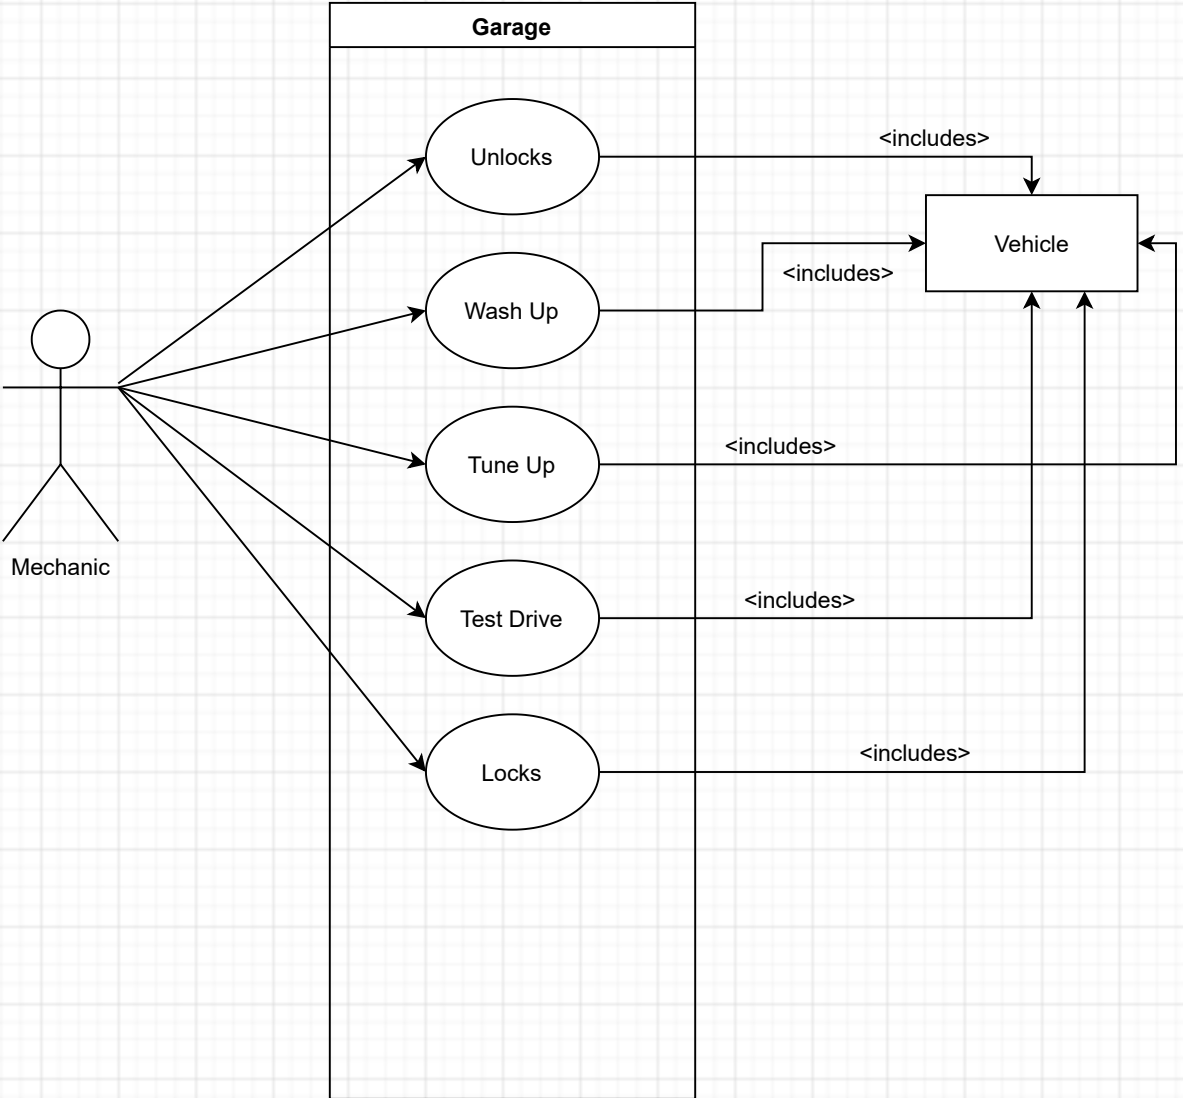 Garage
Unlocks
<includes>
Vehicle
Wash Up
<includes>
Tune Up
<includes>
Mechanic
Test Drive
<includes>
Locks
<includes>